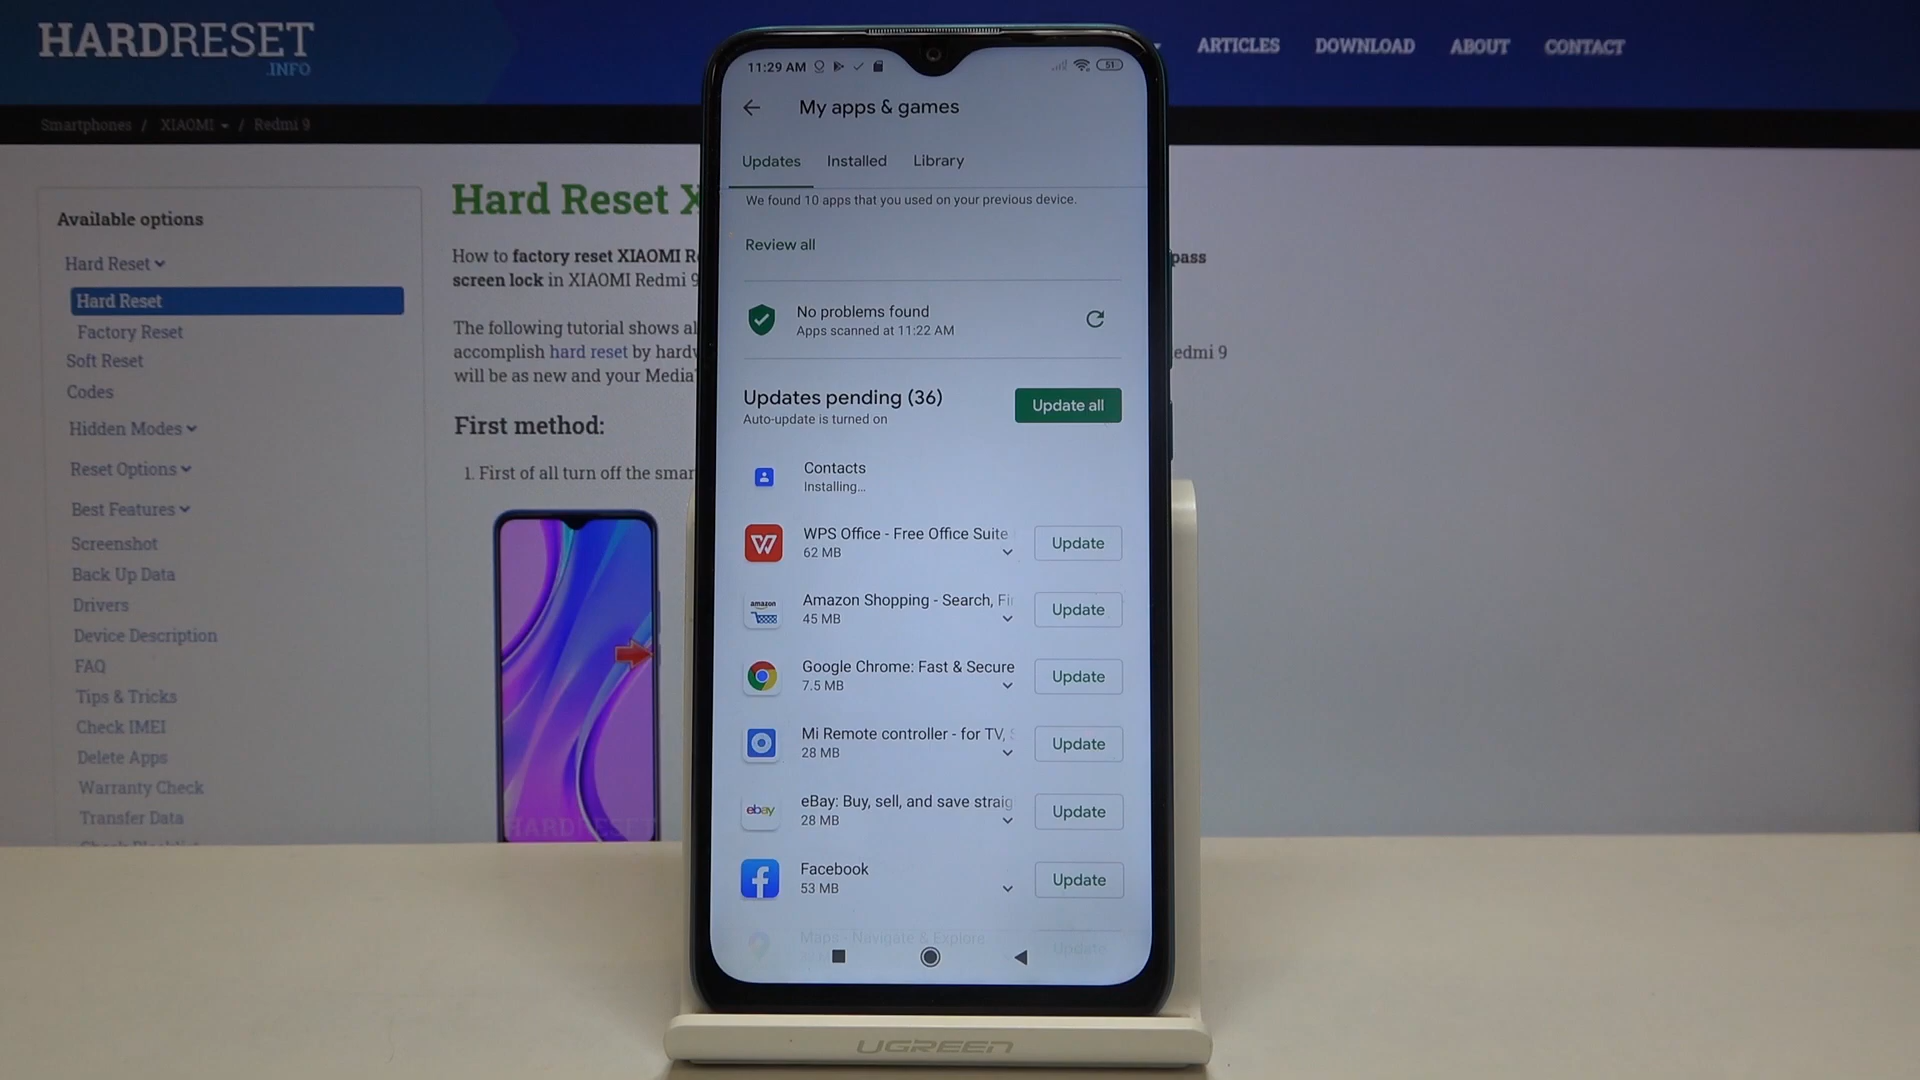 HARDRESET
.INFO
ARTICLES
DOWNLOAD
ABOUT
CONTACT
Smartphones / XIAOMI / Redmi 9
Available options
Hard Reset
Hard Reset
Factory Reset
Soft Reset
Codes
Hidden Modes
Reset Options
Best Features
Screenshot
Back Up Data
Drivers
Device Description
FAQ
Tips & Tricks
Check IMEI
Delete Apps
Warranty Check
Transfer Data
Hard Reset X
How to factory reset XIAOMI R
pass
screen lock in XIAOMI Redmi 9
The following tutorial shows al
accomplish hard reset by hardw
edmi 9
will be as new and your Media
First method:
1. First of all turn off the smar
HARDRESET
11:29 AM
51
My apps & games
Updates
Installed
Library
We found 10 apps that you used on your previous device.
Review all
No problems found
Apps scanned at 11:22 AM
Updates pending (36)
Auto-update is turned on
Update all
Contacts
Installing...
WPS Office - Free Office Suite
62 MB
Update
amazon
Amazon Shopping - Search, Fi
45 MB
Update
Google Chrome: Fast & Secure
7.5 MB
Update
Mi Remote controller - for TV,
28 MB
Update
ebay
eBay: Buy, sell, and save straig
28 MB
Update
Facebook
53 MB
Update
Maps - Navigate & Explore
Update
UGREEN